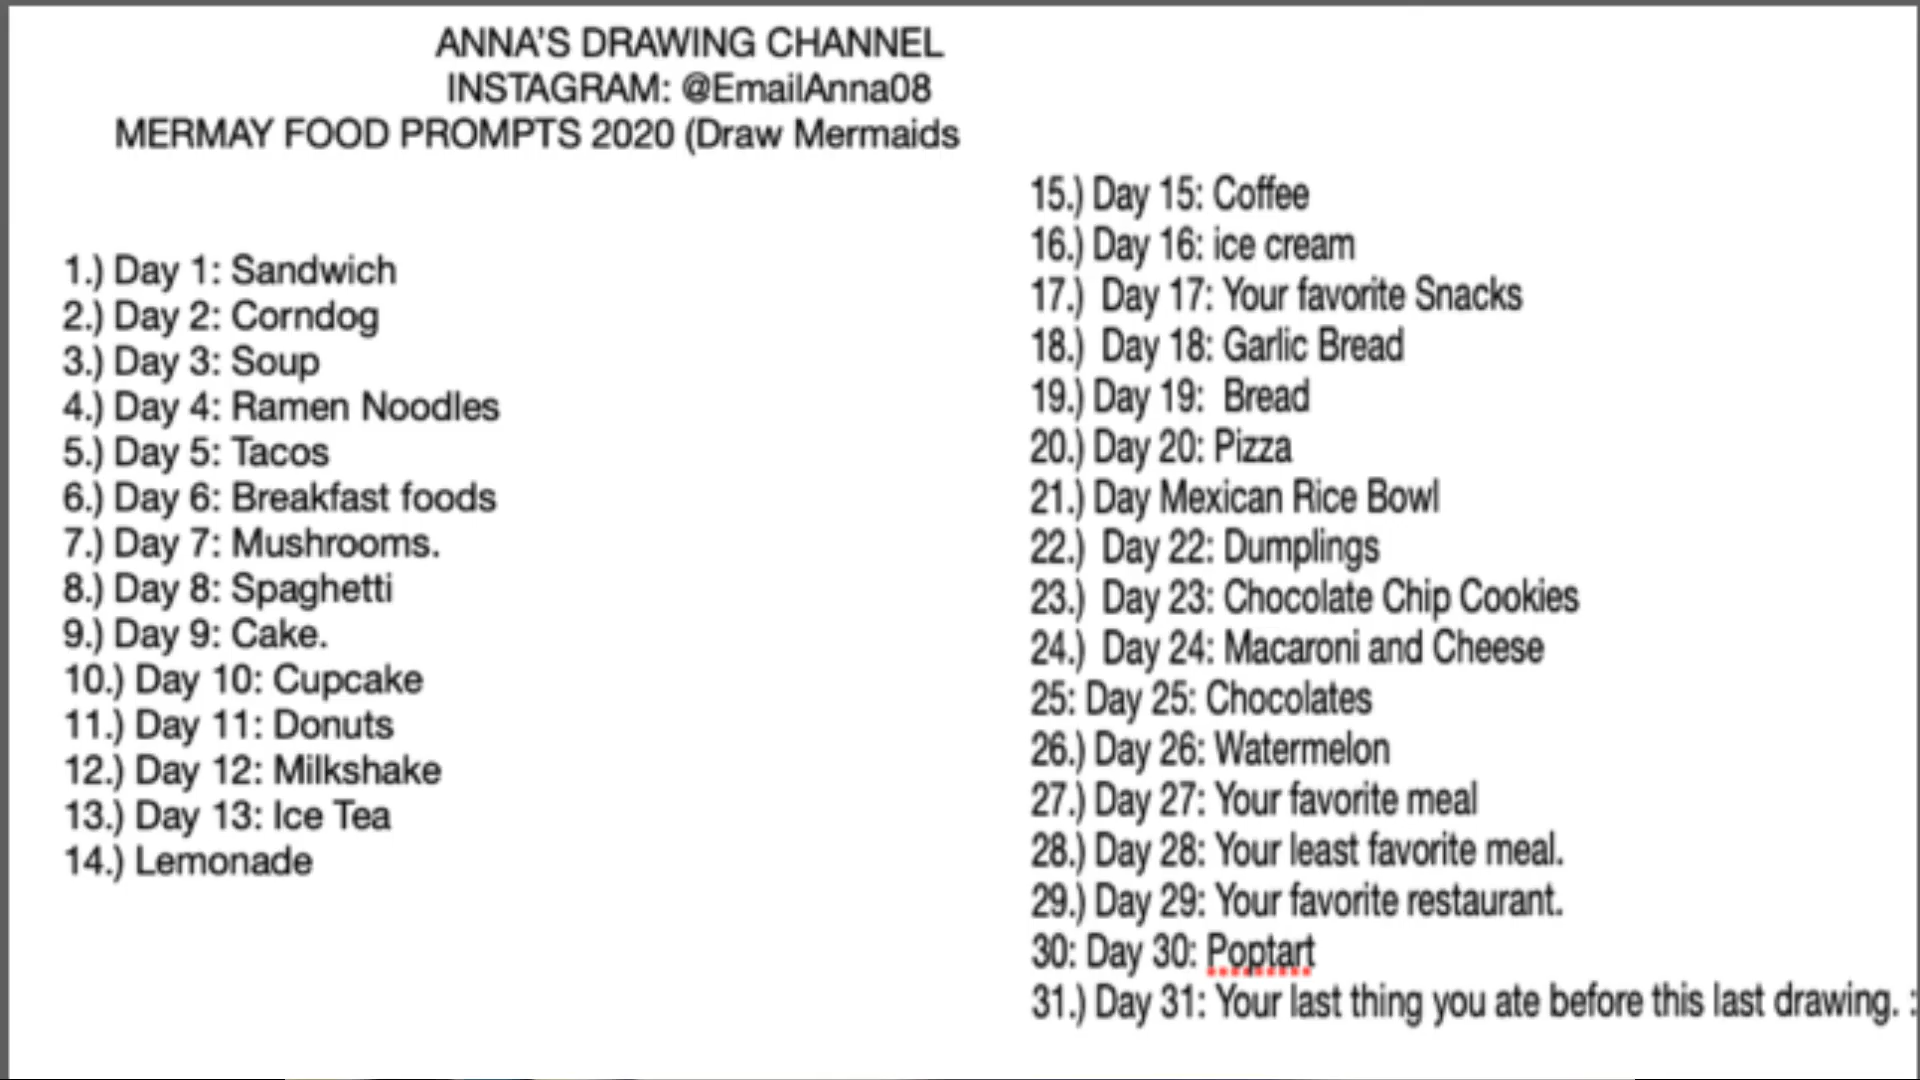 ANNA'S DRAWING CHANNEL
INSTAGRAM: @EmailAnna08
MERMAY FOOD PROMPTS 2020 (Draw Mermaids
1.) Day 1: Sandwich
2.) Day 2: Corndog
3.) Day 3: Soup
4.) Day 4: Ramen Noodles
5.) Day 5: Tacos
6.) Day 6: Breakfast foods
7.) Day 7: Mushrooms.
8.) Day 8: Spaghetti
9.) Day 9: Cake.
10.) Day 10: Cupcake
11.) Day 11: Donuts
12.) Day 12: Milkshake
13.) Day 13: Ice Tea
14.) Lemonade
15.) Day 15: Coffee
16.) Day 16: ice cream
17.) Day 17: Your favorite Snacks
18.) Day 18: Garlic Bread
19.) Day 19: Bread
20.) Day 20: Pizza
21.) Day Mexican Rice Bowl
22.) Day 22: Dumplings
23.) Day 23: Chocolate Chip Cookies
24.) Day 24: Macaroni and Cheese
25: Day 25: Chocolates
26.) Day 26: Watermelon
27.) Day 27: Your favorite meal
28.) Day 28: Your least favorite meal.
29.) Day 29: Your favorite restaurant.
30: Day 30: Poptart
31.) Day 31: Your last thing you ate before this last drawing. :